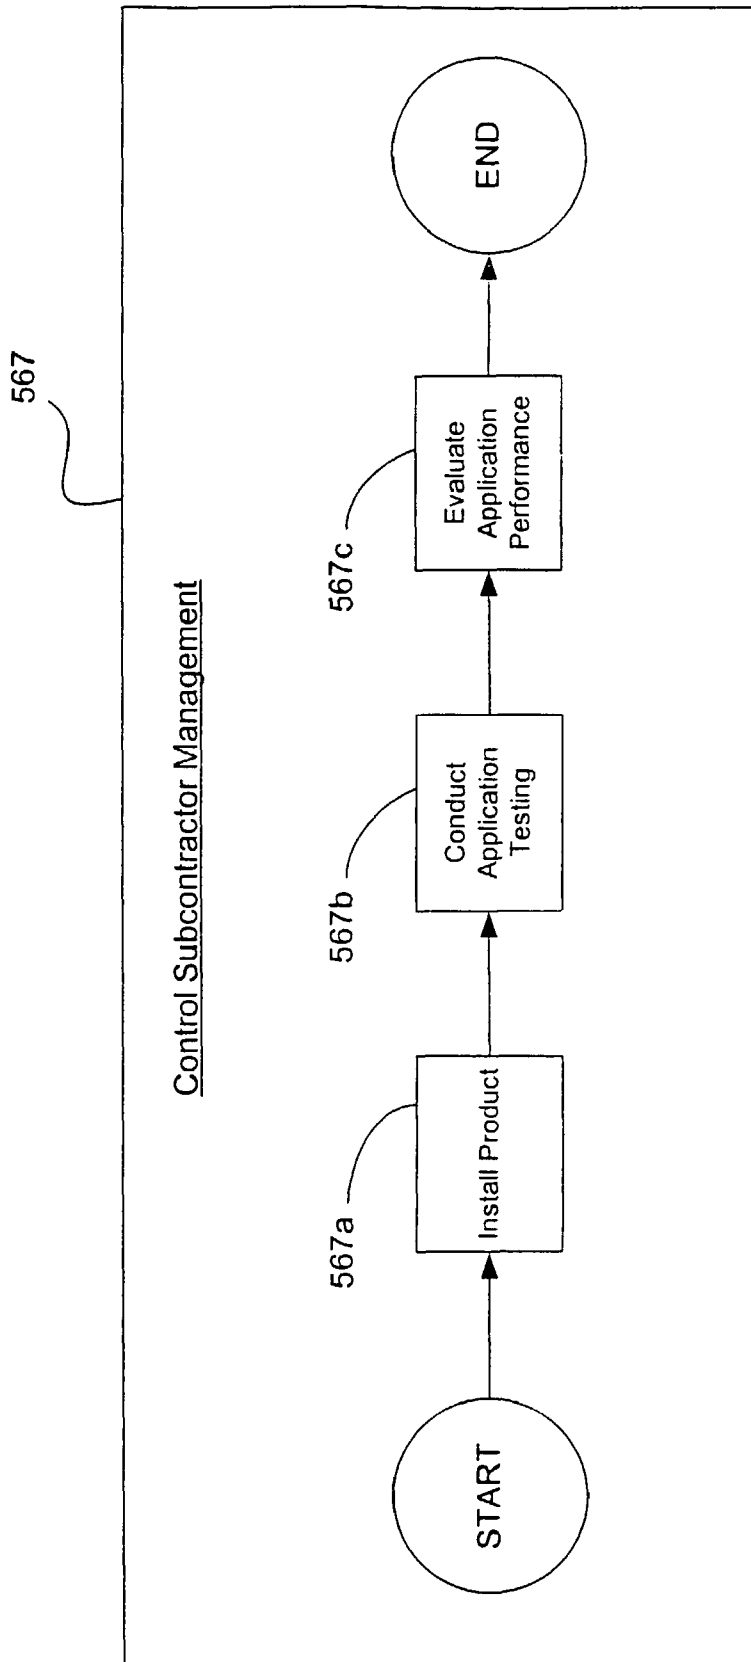 567
Control Subcontractor Management
567a
567b
567c
START
Install Product
Conduct
Application
Testing
Evaluate
Application
Performance
END